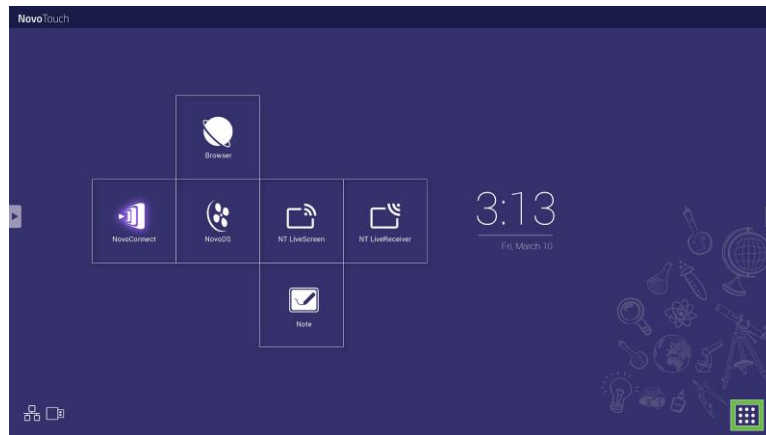 NovoTouch
Browser
NovoConnect
NovoDS
NT LiveScreen
NT LiveReceiver
3:13
Fri, March 10
Note